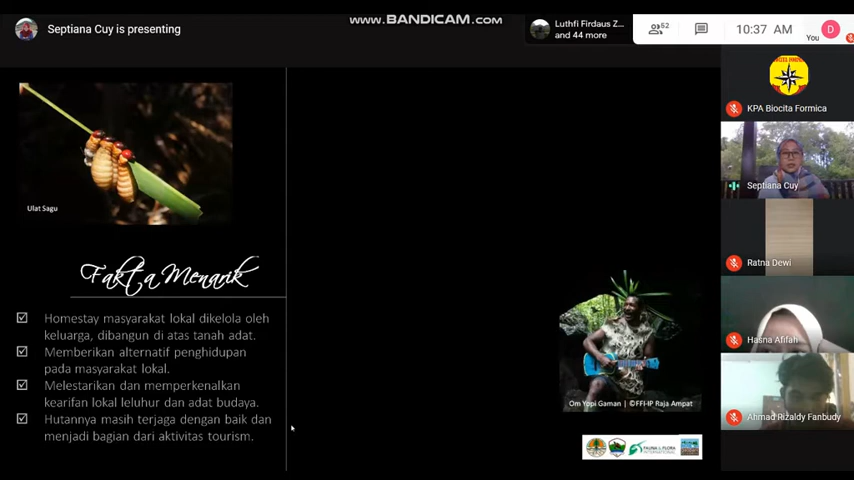 Septiana Cuy is presenting
WWW.BANDICAM.COM
Luthfi Firdaus Z...
and 44 more
52
10:37 AM
You
D
Ulat Sagu
Fakta Menarik
Homestay masyarakat lokal dikelola oleh
keluarga, dibangun di atas tanah adat.
Memberikan alternatif penghidupan
pada masyarakat lokal.
Melestarikan dan memperkenalkan
kearifan lokal leluhur dan adat budaya.
Hutannya masih terjaga dengan baik dan
menjadi bagian dari aktivitas tourism.
Om Yopi Gaman | ©FFI-IP Raja Ampat
FAUNA & FLORA
INTERNATIONAL
KPA Biocita Formica
Septiana Cuy
Ratna Dewi
Hasna Afifah
Ahmad Rizaldy Fanbudy